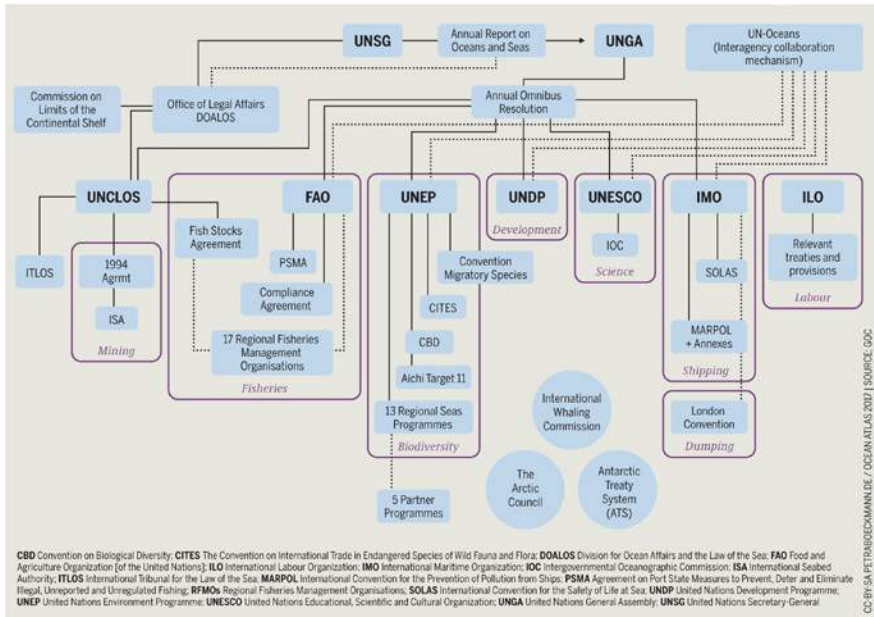 UNSG
Annual Report on
Oceans and Seas
UNGA
UN-Oceans
(Interagency collaboration
mechanism)
Commission on
Limits of the
Continental Shelf
Office of Legal Affairs
DOALOS
Annual Omnibus
Resolution
UNCLOS
FAO
UNEP
UNDP
UNESCO
IMO
ILO
Fish Stocks
Agreement
Development
ITLOS
1994
Agrmt
ISA
Mining
PSMA
Compliance
Agreement
17 Regional Fisheries
Management
Organisations
Fisheries
Convention
Migratory Species
CITES
CBD
Aichi Target 11
13 Regional Seas
Programmes
Biodiversity
5 Partner
Programmes
IOC
Science
SOLAS
MARPOL
+ Annexes
Shipping
London
Convention
Dumping
Relevant
treaties and
provisions
Labour
International
Whaling
Commission
The
Arctic
Council
Antarctic
Treaty
System
(ATS)
CC-BY-SA PETRABOECKMANN.DE / OCEAN ATLAS 2017 | SOURCE: GOC
CBD Convention on Biological Diversity; CITES The Convention on International Trade in Endangered Species of Wild Fauna and Flora; DOALOS Division for Ocean Affairs and the Law of the Sea; FAO Food and
Agriculture Organization [of the United Nations]; ILO International Labour Organization; IMO International Maritime Organization; IOC Intergovernmental Oceanographic Commission; ISA International Seabed
Authority; ITLOS International Tribunal for the Law of the Sea; MARPOL International Convention for the Prevention of Pollution from Ships; PSMA Agreement on Port State Measures to Prevent, Deter and Eliminate
Illegal, Unreported and Unregulated Fishing; RFMOs Regional Fisheries Management Organisations; SOLAS International Convention for the Safety of Life at Sea; UNDP United Nations Development Programme;
UNEP United Nations Environment Programme; UNESCO United Nations Educational, Scientific and Cultural Organization; UNGA United Nations General Assembly; UNSG United Nations Secretary-General